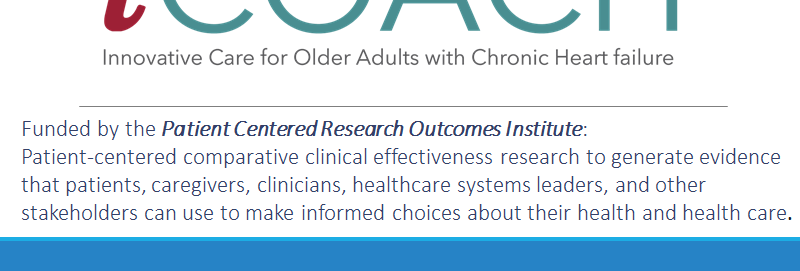 iCOACH
Innovative Care for Older Adults with Chronic Heart failure
Funded by the Patient Centered Research Outcomes Institute:
Patient-centered comparative clinical effectiveness research to generate evidence
that patients, caregivers, clinicians, healthcare systems leaders, and other
stakeholders can use to make informed choices about their health and health care.